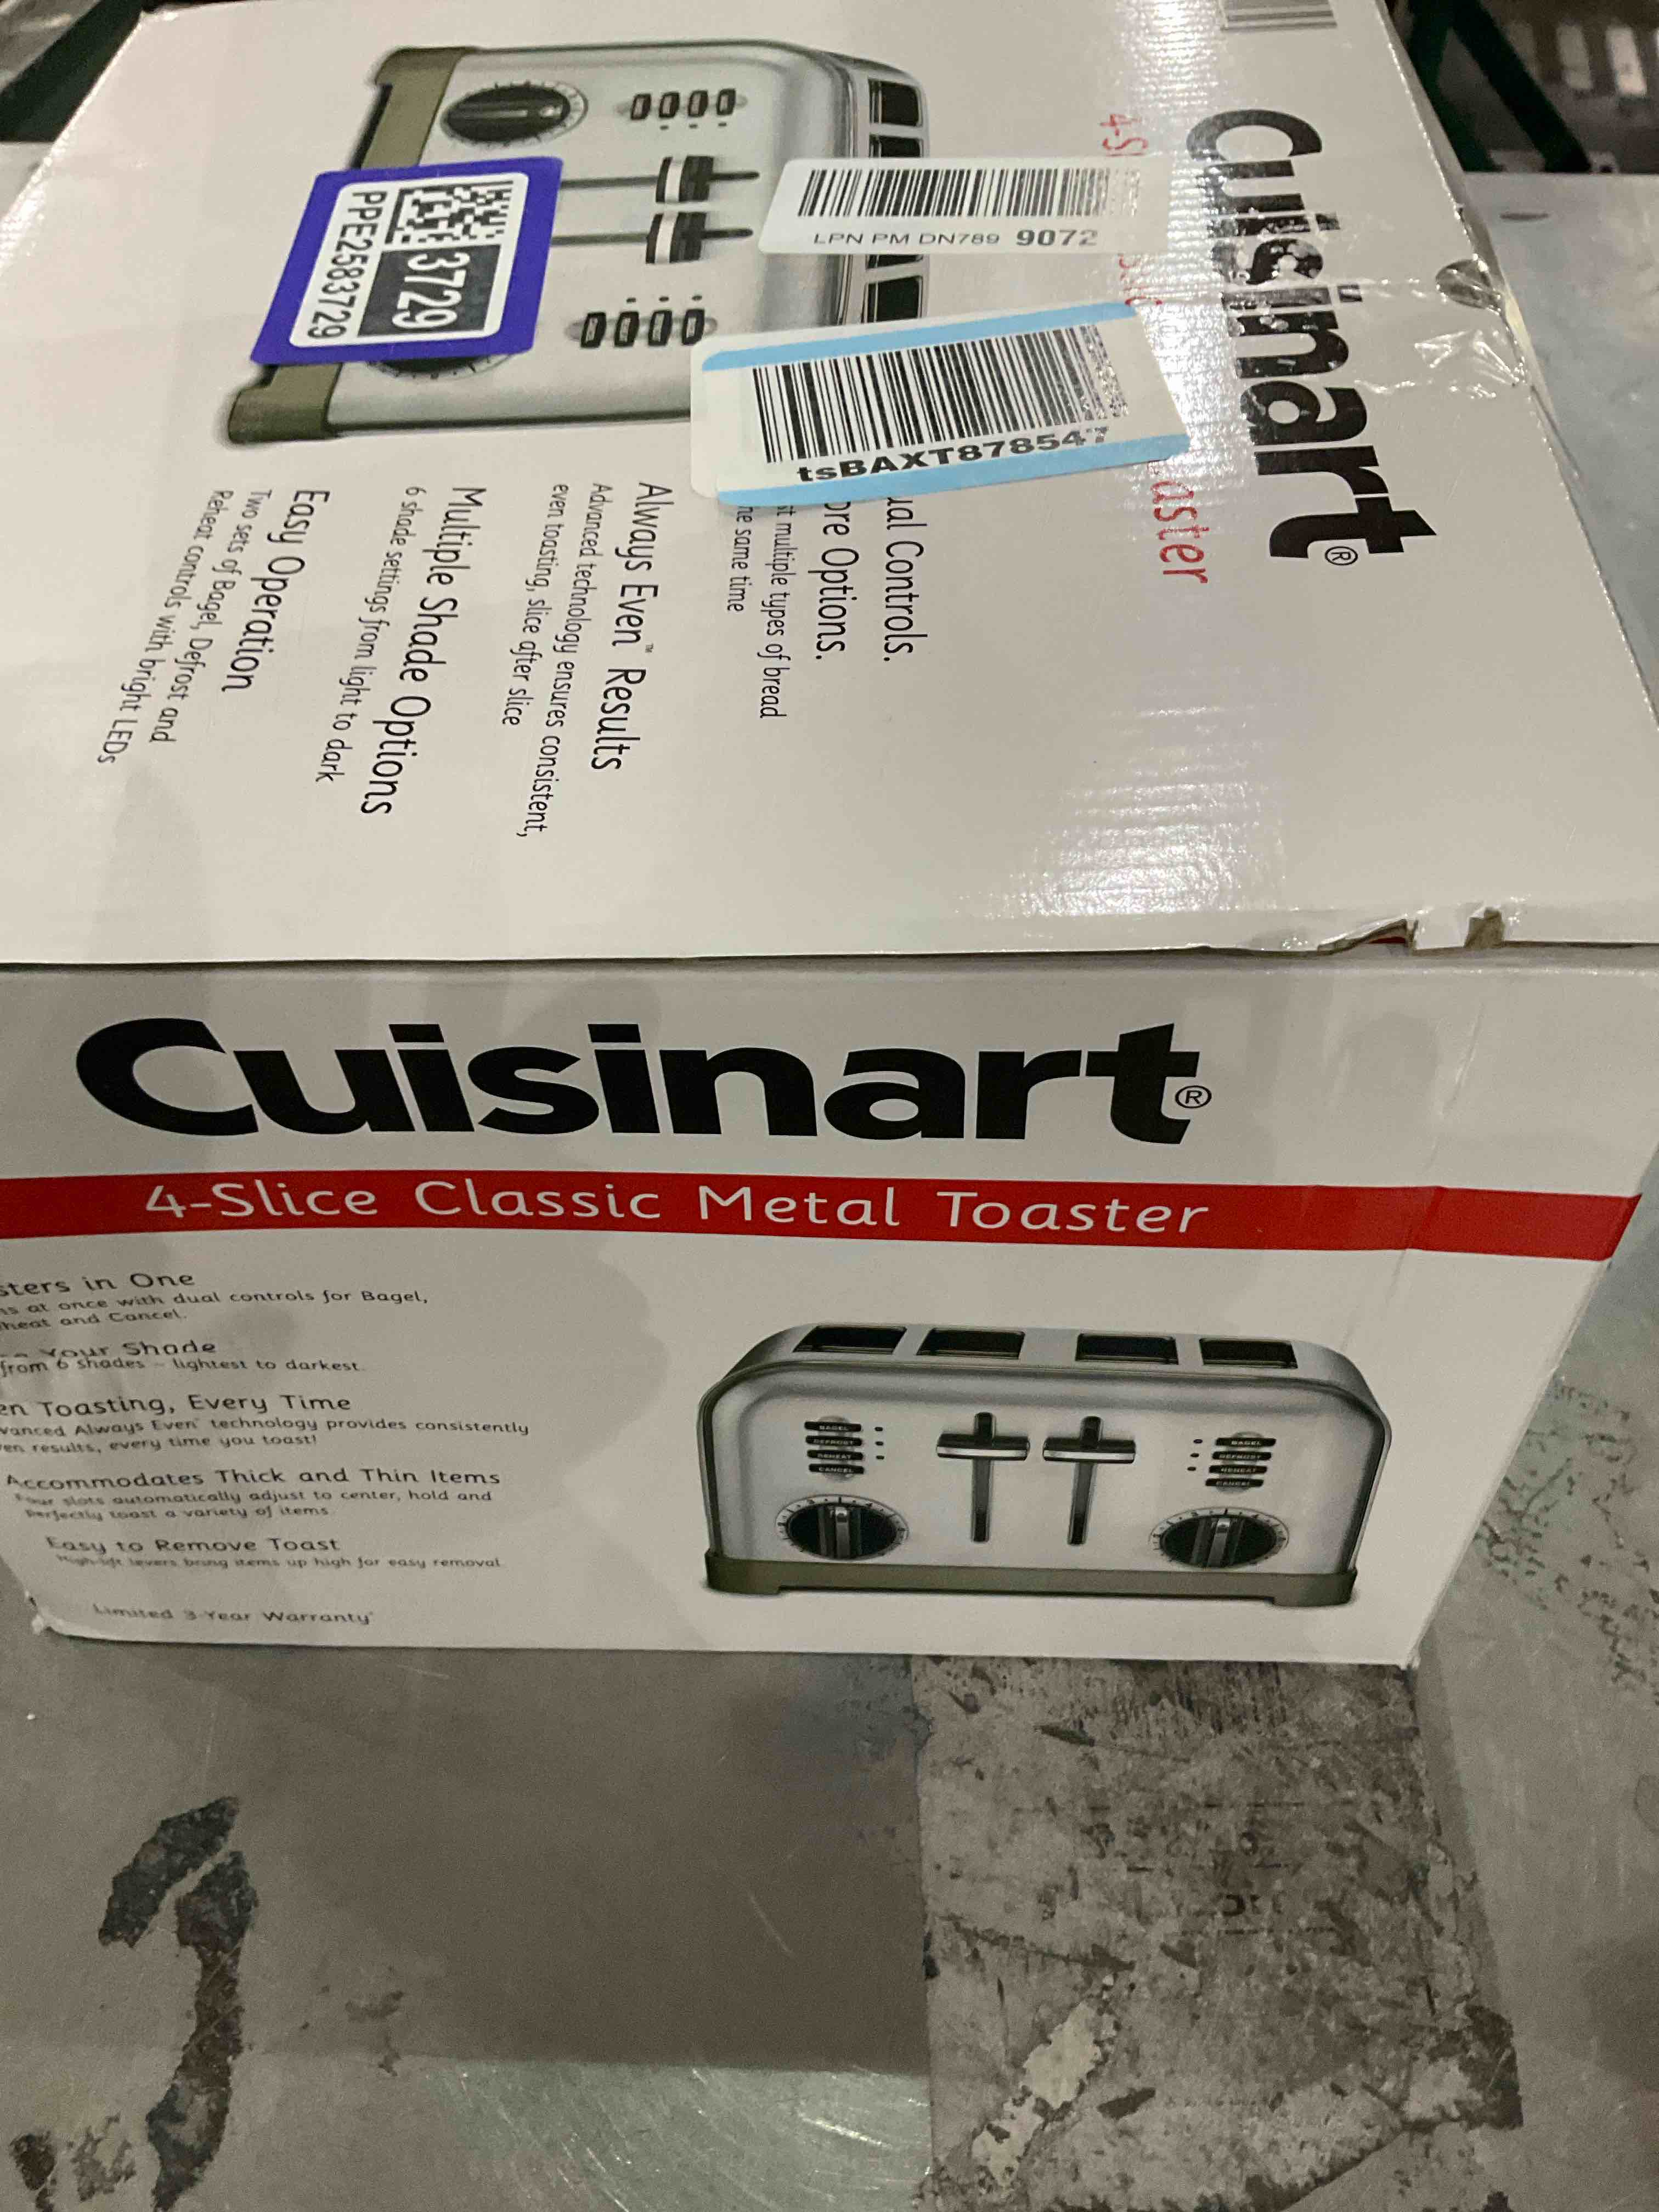 Cuisinart®
4-S
aster
ual Controls.
ore Options.
st multiple types of bread
he same time
Always Even™ Results
Advanced technology ensures consistent,
even toasting, slice after slice
Multiple Shade Options
6 shade settings from light to dark
Easy Operation
Two sets of Bagel, Defrost and
Reheat controls with bright LEDs
3729
PPE2583729
LPN PM DN789 9072
tsBAXT878547
Cuisinart®
4-Slice Classic Metal Toaster
sters in One
ns at once with dual controls for Bagel,
heat and Cancel.
Your Shade
from 6 shades - lightest to darkest.
en Toasting, Every Time
vanced Always Even technology provides consistently
en results, every time you toast!
Accommodates Thick and Thin Items
Four slots automatically adjust to center, hold and
perfectly toast a variety of items.
Easy to Remove Toast
High-lift levers bring items up high for easy removal.
Limited 3-Year Warranty*
BAGEL
DEFROST
REHEAT
CANCEL
BAGEL
DEFROST
REHEAT
CANCEL